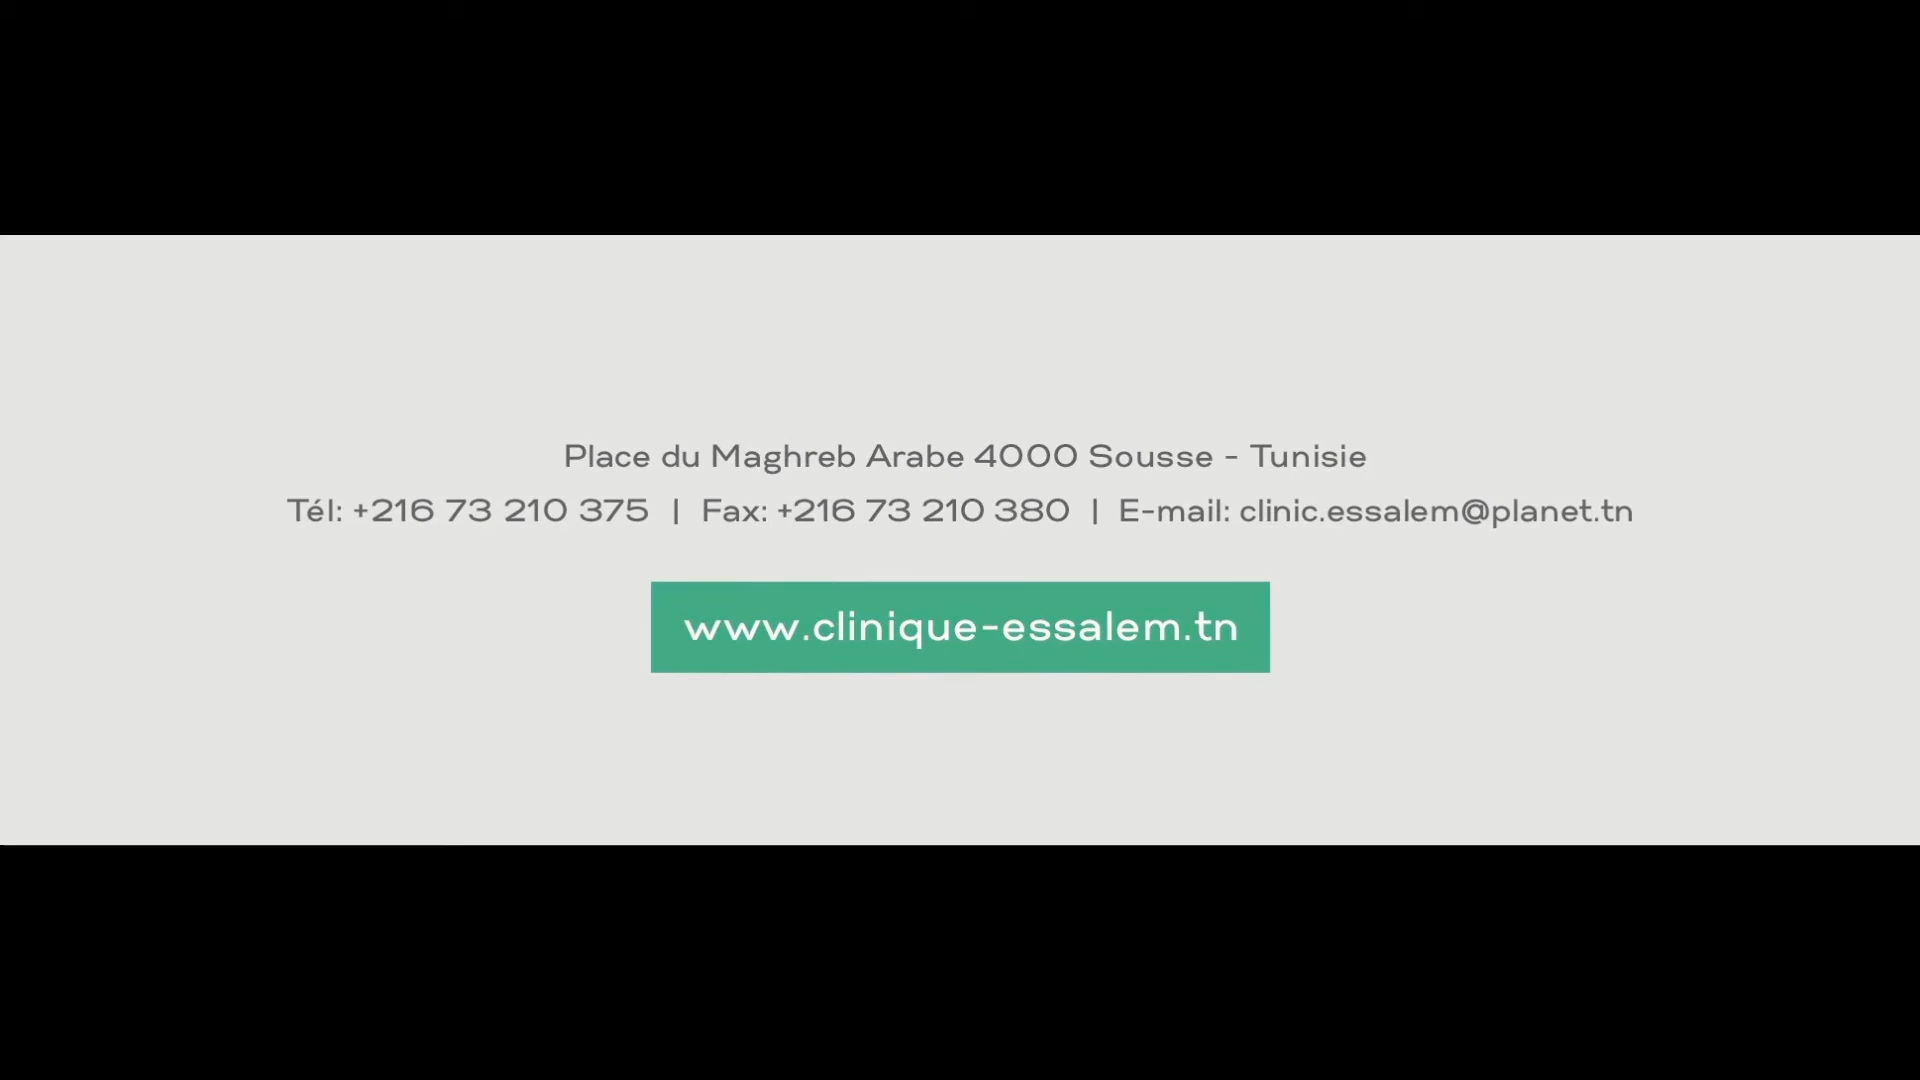 Place du Maghreb Arabe 4000 Sousse - Tunisie
Tél: +216 73 210 375 | Fax: +216 73 210 380 | E-mail: clinic.essalem@planet.tn
www.clinique-essalem.tn